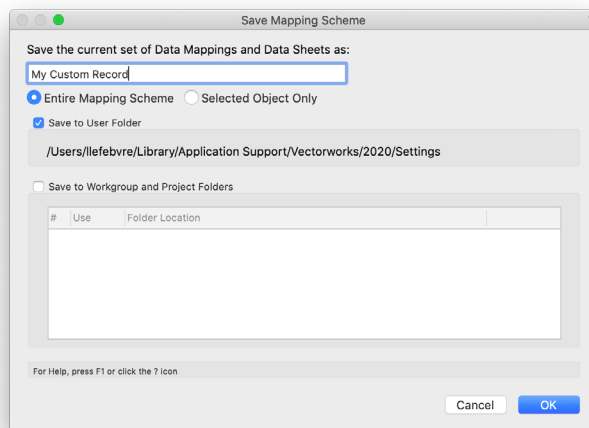 Save Mapping Scheme
Save the current set of Data Mappings and Data Sheets as:
My Custom Record
Entire Mapping Scheme Selected Object Only
Save to User Folder
/Users/llefebvre/Library/Application Support/Vectorworks/2020/Settings
Save to Workgroup and Project Folders
# Use Folder Location
For Help, press F1 or click the ? icon
Cancel OK